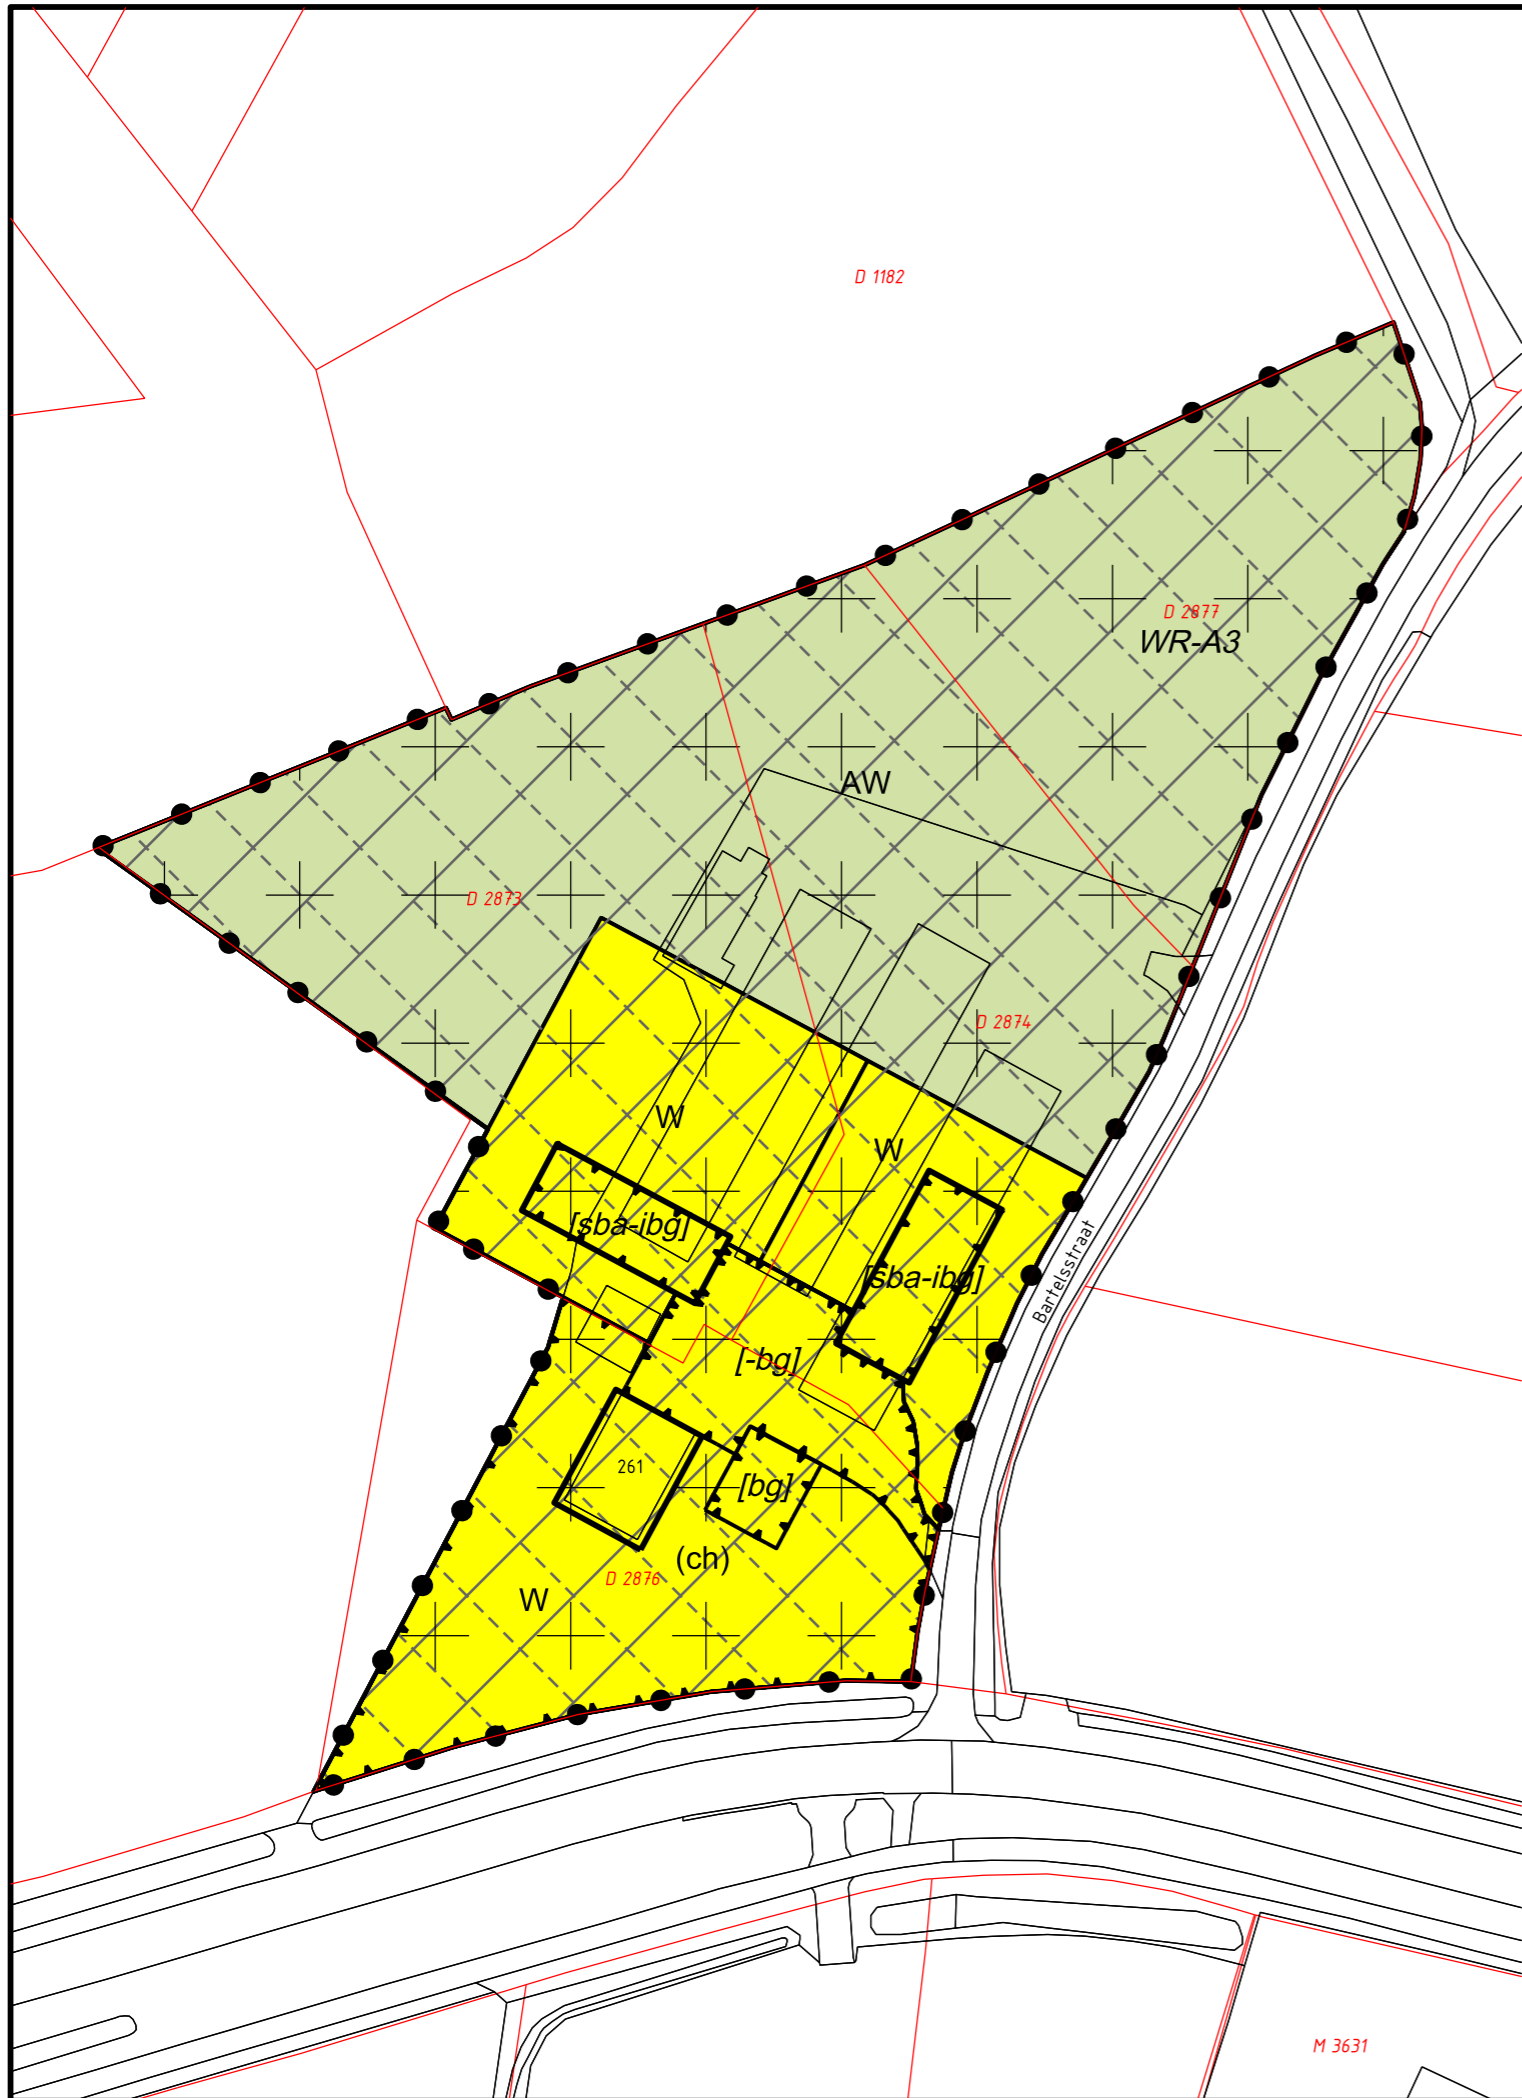 D 1182
D 2877
WR-A3
AW
D 2873
D 2874
W
W
[sba-ibg]
[sba-ibg]
Bartelsstraat
[-bg]
261
[bg]
(ch)
D 2876
W
M 3631